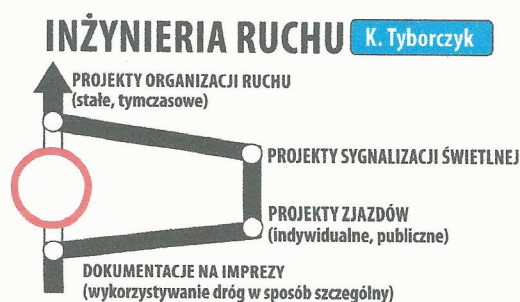 INŻYNIERIA RUCHU K. Tyborczyk
PROJEKTY ORGANIZACJI RUCHU
(stałe, tymczasowe)
PROJEKTY SYGNALIZACJI ŚWIETLNEJ
PROJEKTY ZJAZDÓW
(indywidualne, publiczne)
DOKUMENTACJE NA IMPREZY
(wykorzystywanie dróg w sposób szczególny)